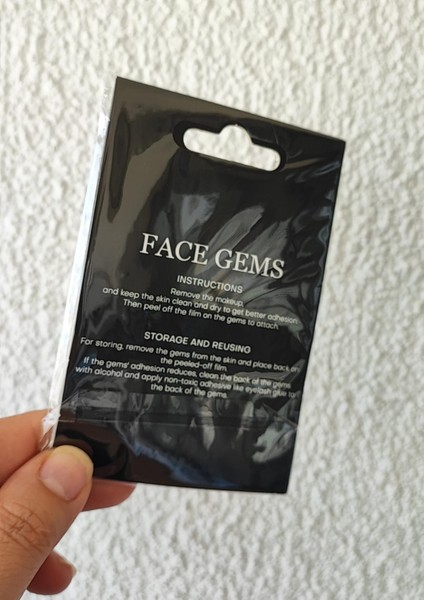 FACE GEMS
INSTRUCTIONS
Remove the makeup
and keep the skin clean and dry to get better adhesion.
Then peel off the film on the gems to attach.
STORAGE AND REUSING
For storing, remove the gems from the skin and place back on
the peeled-off film.
If the gems' adhesion reduces, clean the back of the gems
with alcohol and apply non-toxic adhesive like eyelash glue to
the back of the gems.